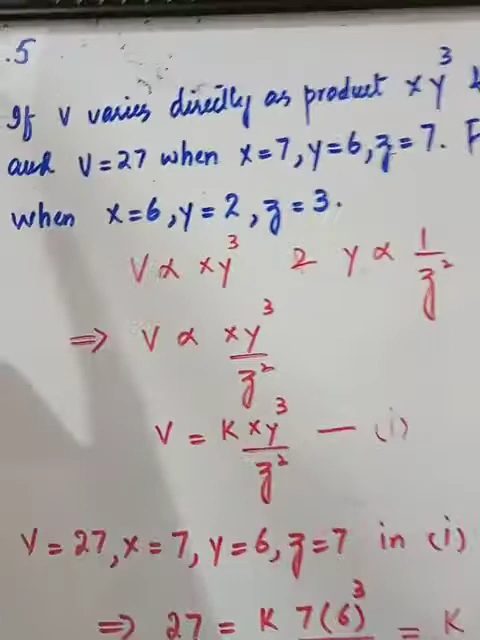 .5
If V varies directly as product xy³
and V=27 when x=7, y=6, z=7.
when x=6, y=2, z=3.
V ∝ xy³ 2 y ∝ 1/z²
⇒ V ∝ xy³/z²
V = K xy³/z² — (i)
V=27, x=7, y=6, z=7 in (i)
⇒ 27 = K 7(6)³ = K